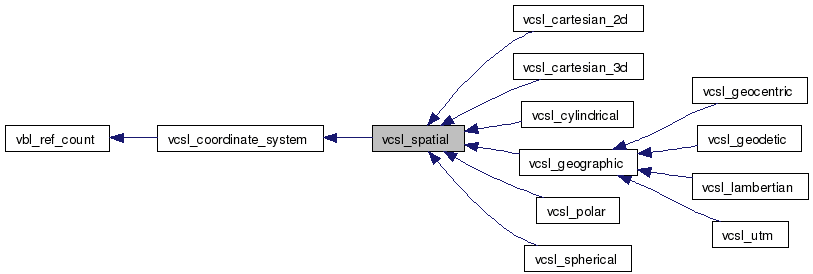 vcsl_cartesian_2d
vcsl_cartesian_3d
vcsl_geocentric
vcsl_cylindrical
vbl_ref_count
vcsl_coordinate_system
vcsl_spatial
vcsl_geodetic
vcsl_geographic
vcsl_lambertian
vcsl_polar
vcsl_utm
vcsl_spherical